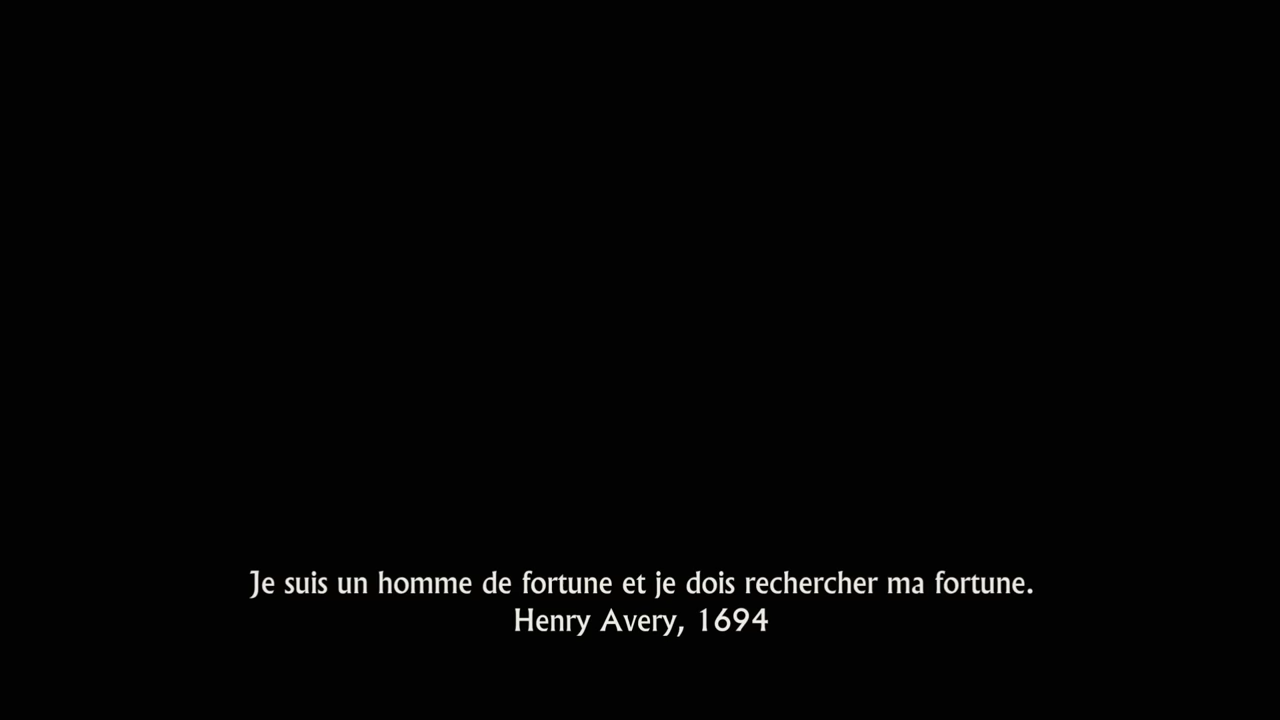 Je suis un homme de fortune et je dois rechercher ma fortune.
Henry Avery, 1694